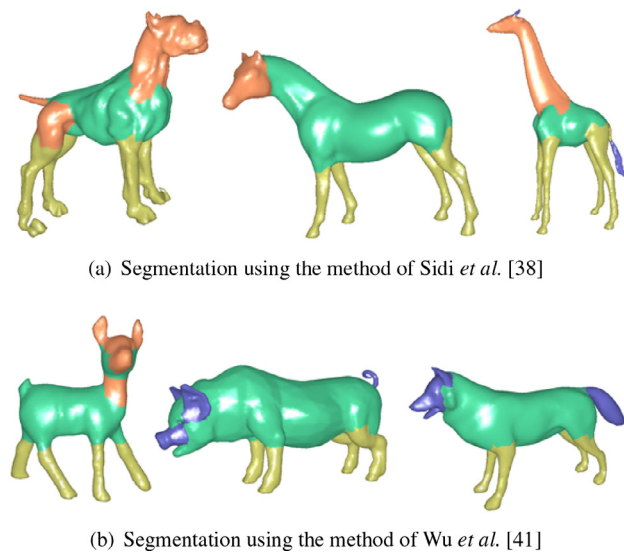 (a) Segmentation using the method of Sidi et al. [38]
(b) Segmentation using the method of Wu et al. [41]